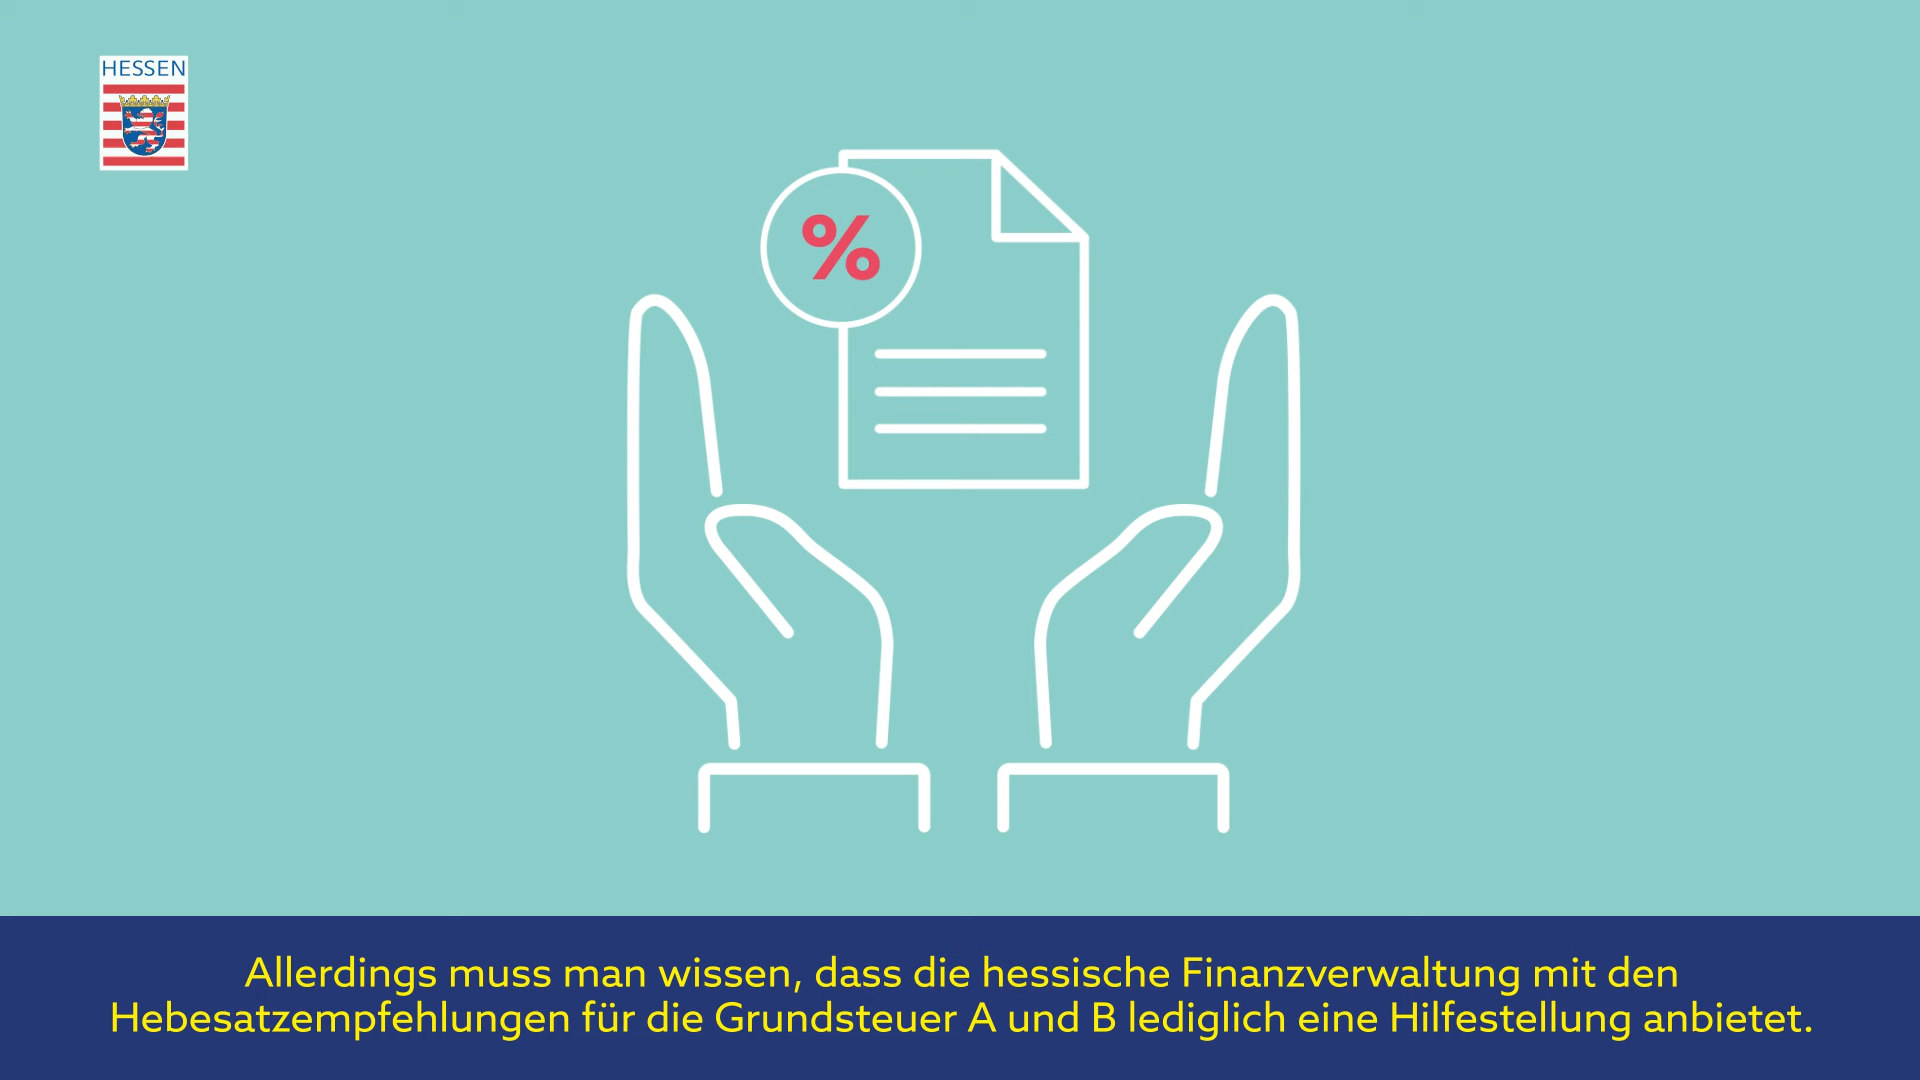 HESSEN
%
Allerdings muss man wissen, dass die hessische Finanzverwaltung mit den
Hebesatzempfehlungen für die Grundsteuer A und B lediglich eine Hilfestellung anbietet.